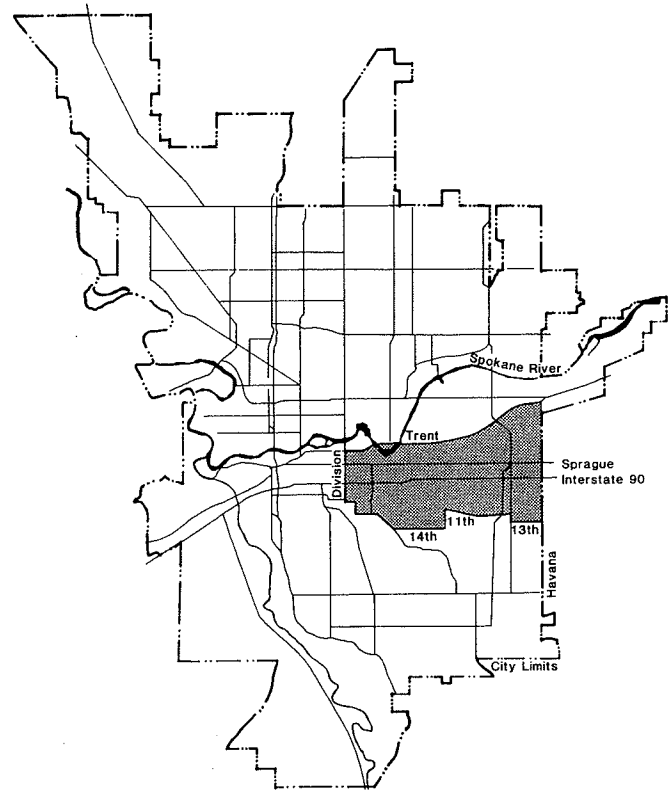 Spokane River
Trent
Division
Sprague
Interstate 90
11th
13th
14th
Havana
City Limits